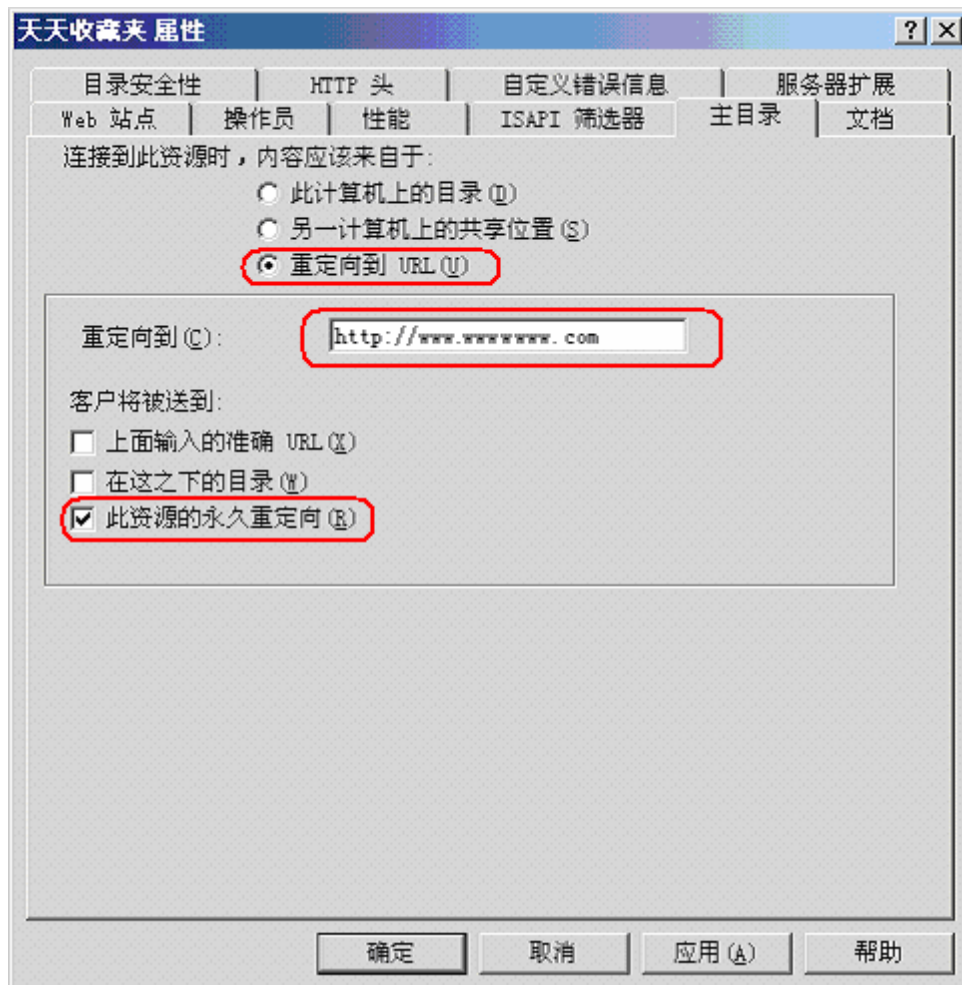 天天收藏夹 属性
目录安全性 HTTP 头 自定义错误信息 服务器扩展
Web 站点 操作员 性能 ISAPI 筛选器 主目录 文档
连接到此资源时，内容应该来自于:
此计算机上的目录(D)
另一计算机上的共享位置(S)
重定向到 URL(U)
重定向到(C): http://www.wwwwwww.com
客户将被送到:
上面输入的准确 URL(X)
在这之下的目录(W)
此资源的永久重定向(R)
确定 取消 应用(A) 帮助